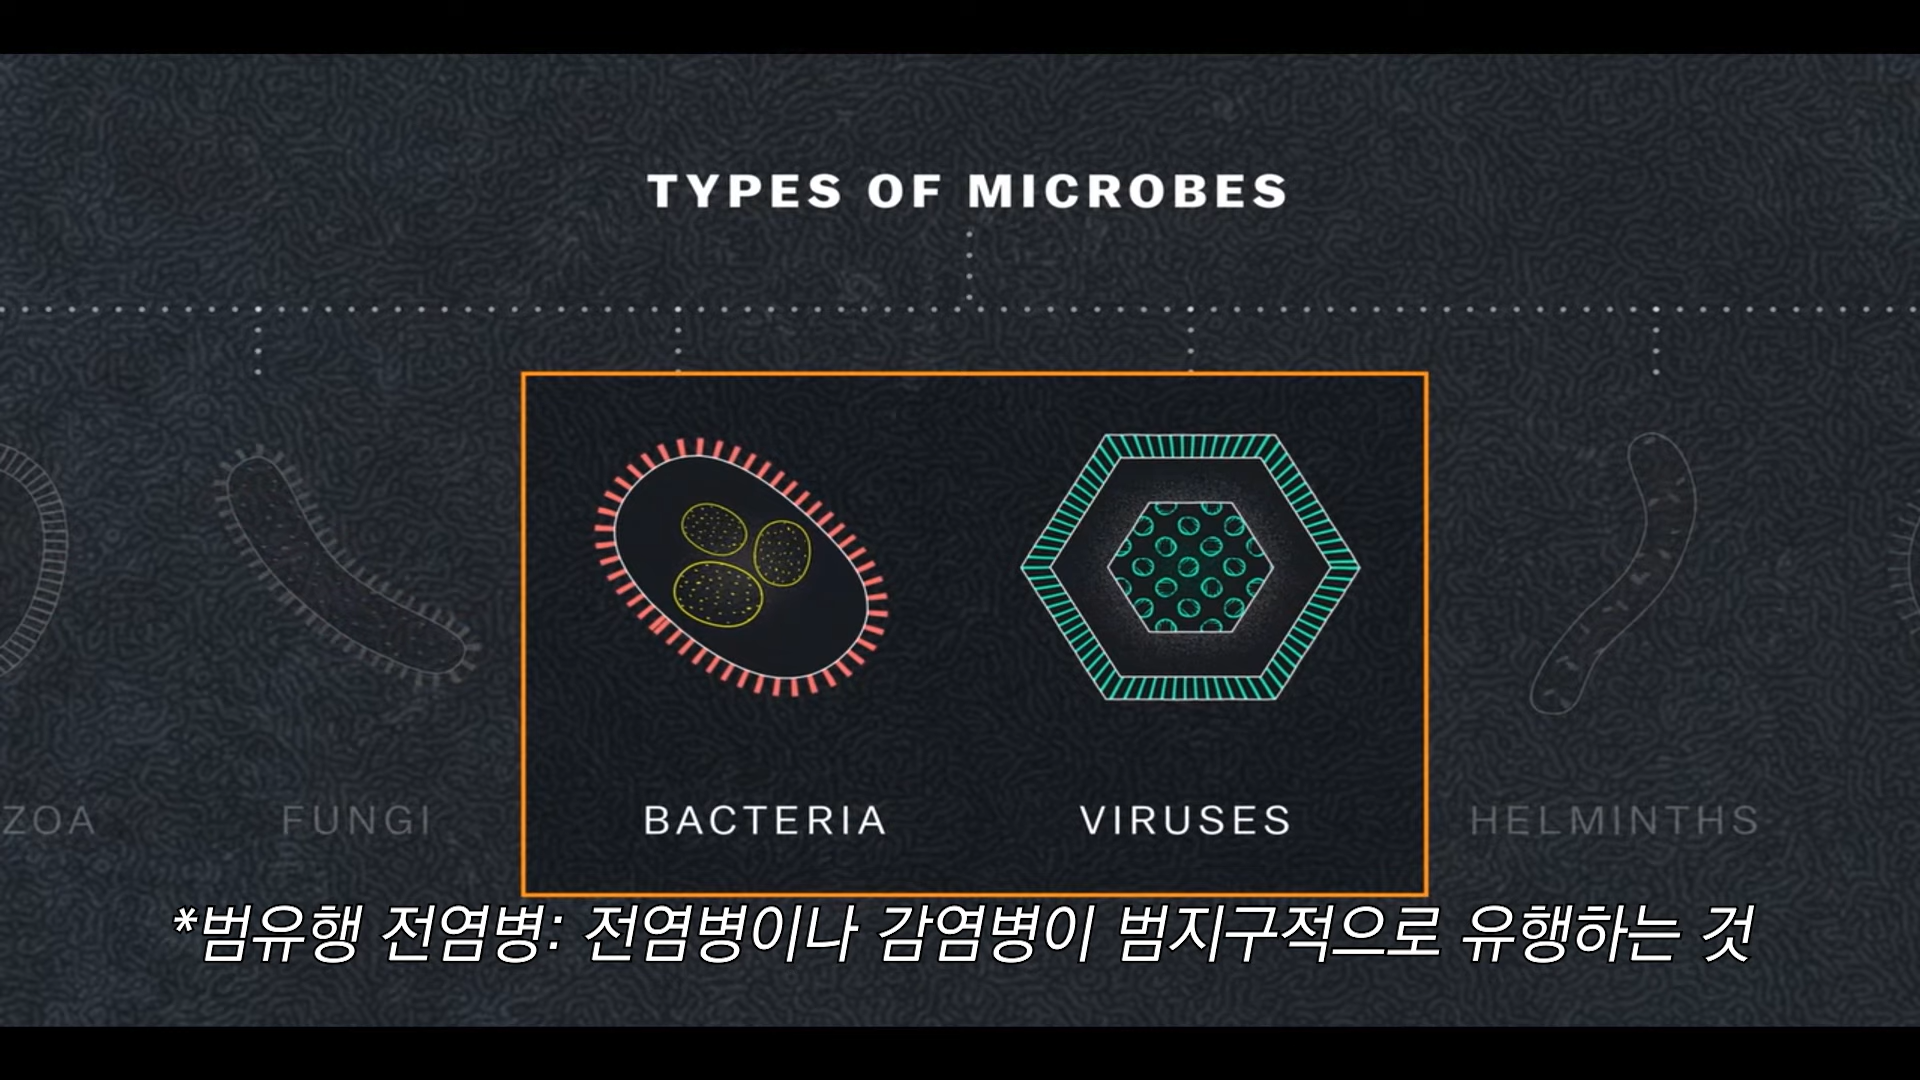 TYPES OF MICROBES
ZOA
FUNGI
BACTERIA
VIRUSES
HELMINTHS
*범유행 전염병: 전염병이나 감염병이 범지구적으로 유행하는 것